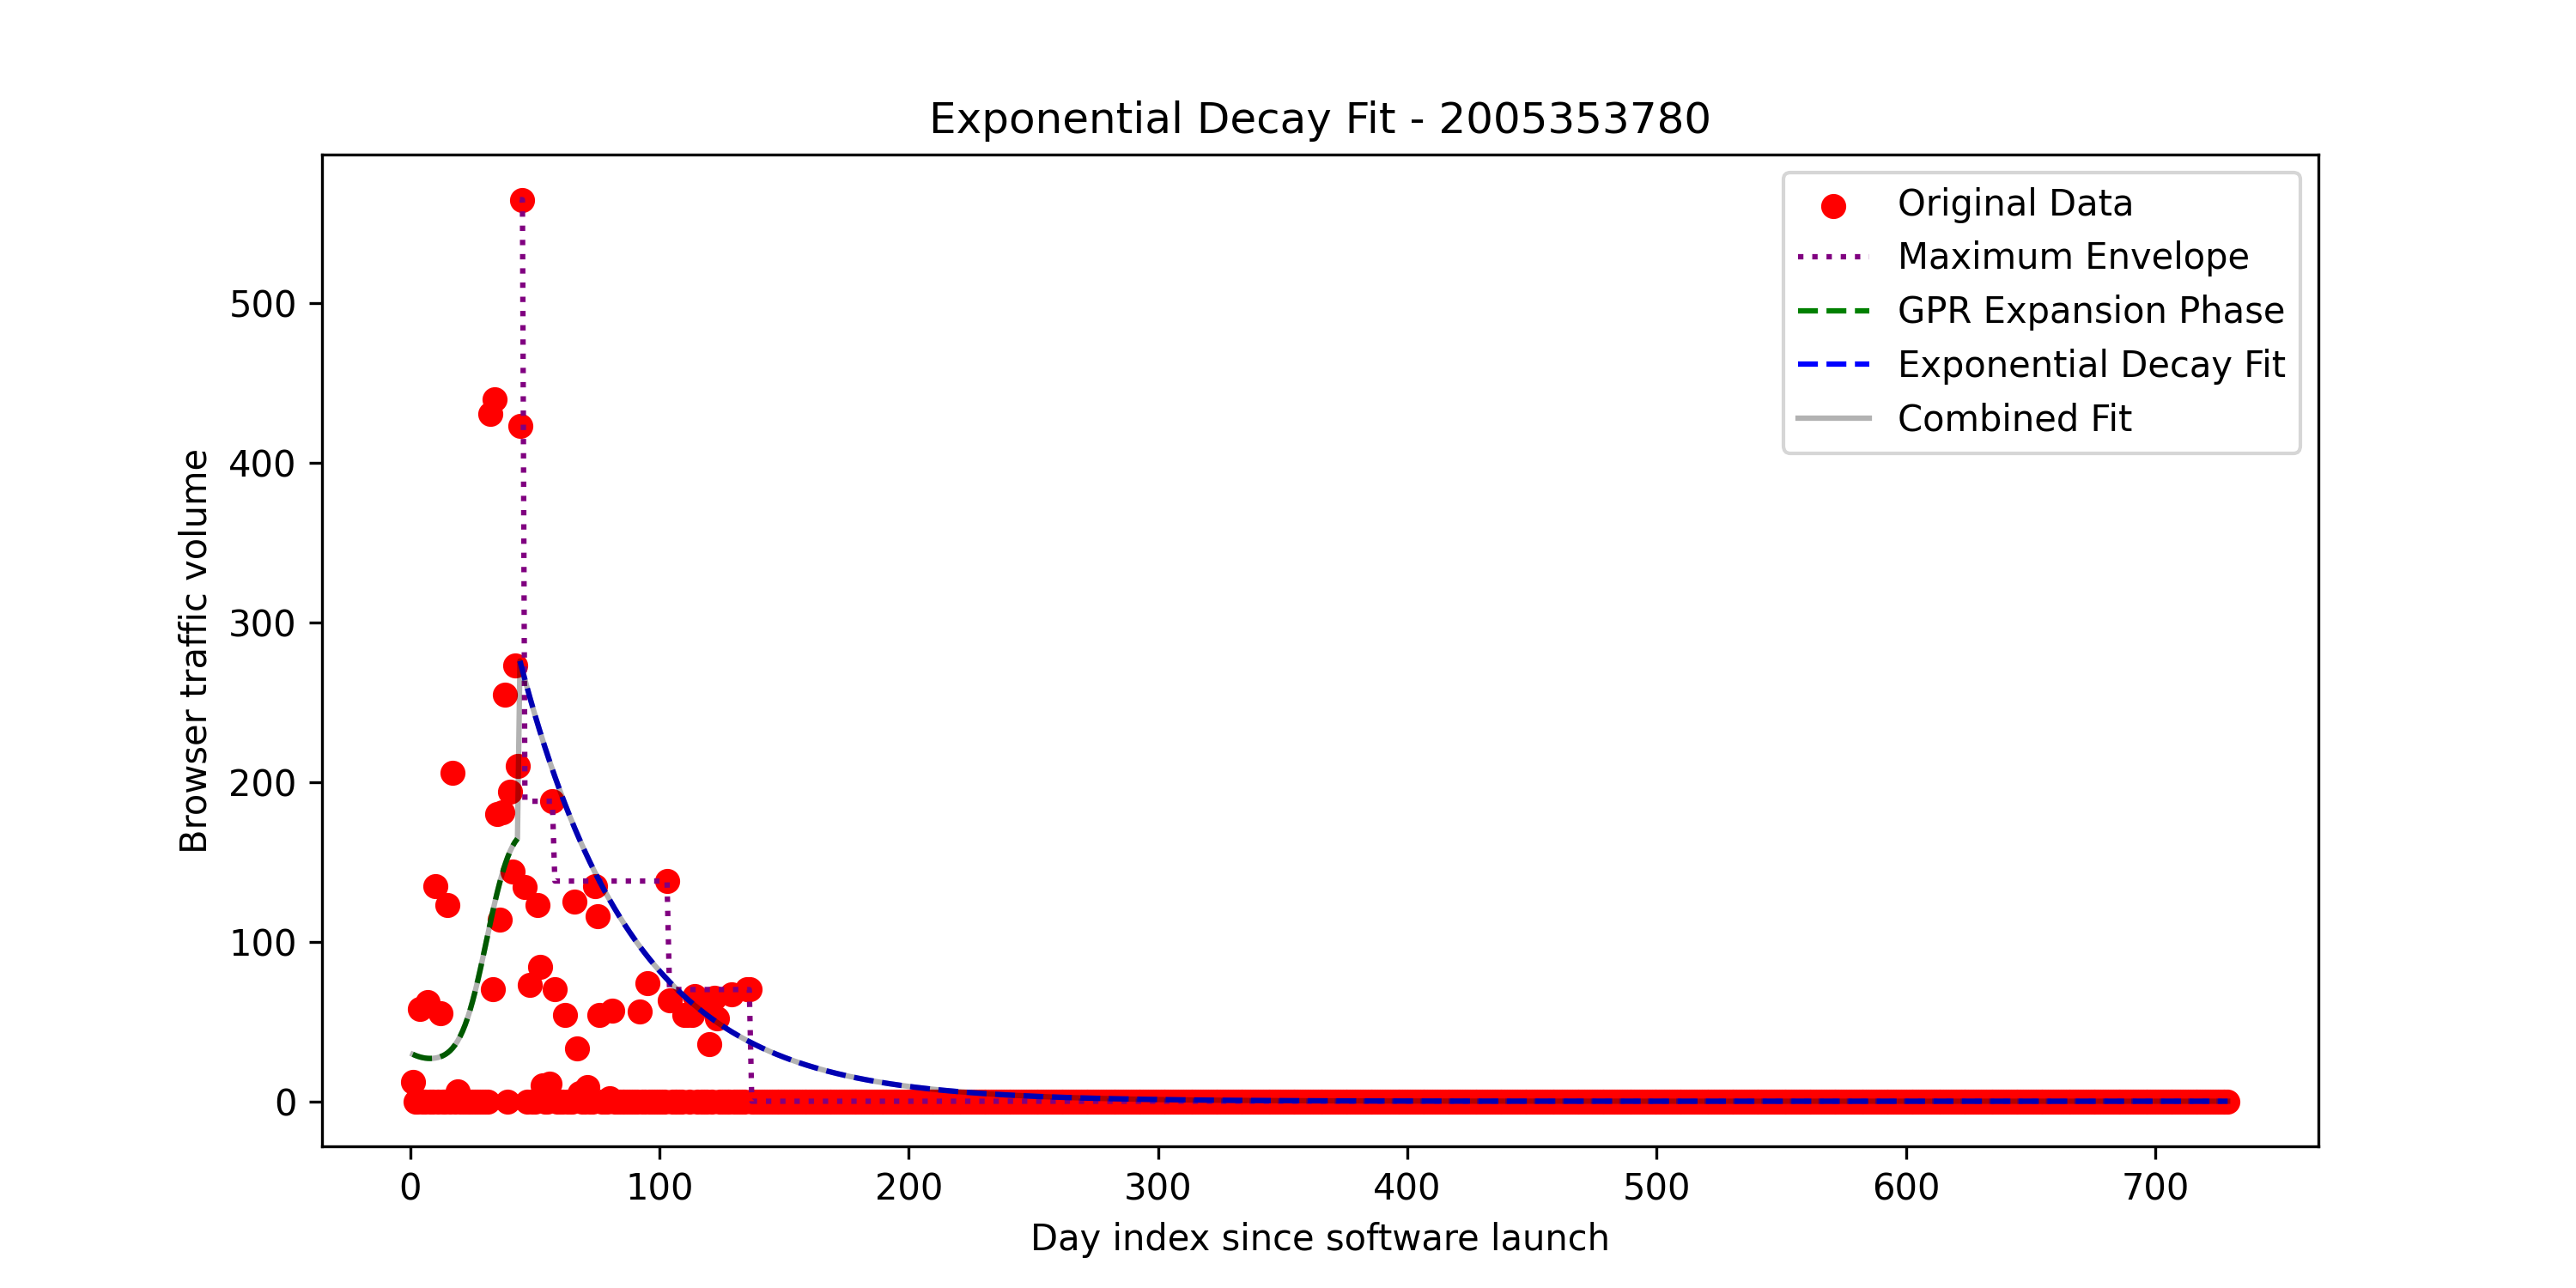 Exponential Decay Fit - 2005353780
Original Data
Maximum Envelope
GPR Expansion Phase
Exponential Decay Fit
Combined Fit
Browser traffic volume
500
400
300
200
100
0
0 100 200 300 400 500 600 700
Day index since software launch